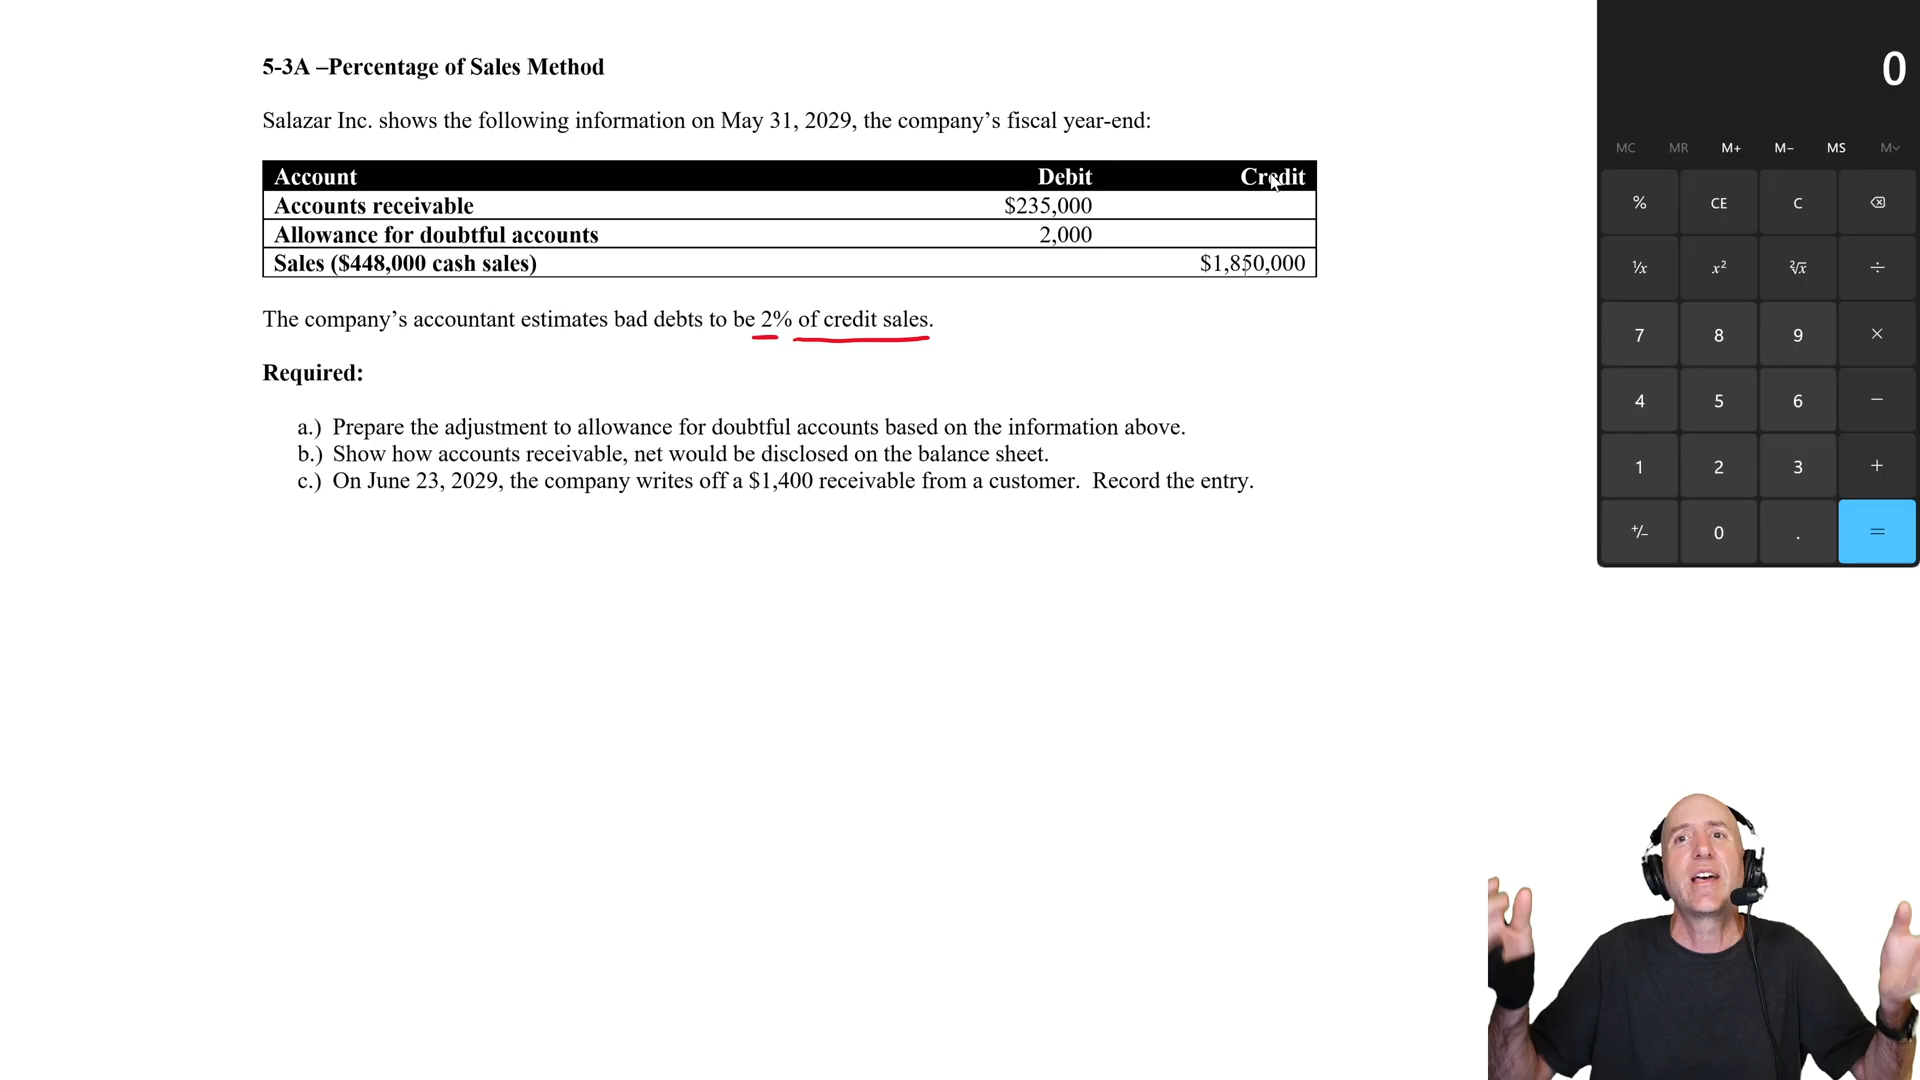 5-3A –Percentage of Sales Method
Salazar Inc. shows the following information on May 31, 2029, the company's fiscal year-end:
Account Debit Credit
Accounts receivable $235,000
Allowance for doubtful accounts 2,000
Sales ($448,000 cash sales) $1,850,000
The company's accountant estimates bad debts to be 2% of credit sales.
Required:
a.) Prepare the adjustment to allowance for doubtful accounts based on the information above.
b.) Show how accounts receivable, net would be disclosed on the balance sheet.
c.) On June 23, 2029, the company writes off a $1,400 receivable from a customer. Record the entry.
0
MC MR M+ M− MS M˅
% CE C ⌫
⅟x x² ²√x ÷
7 8 9 ×
4 5 6 −
1 2 3 +
+/− 0 . =